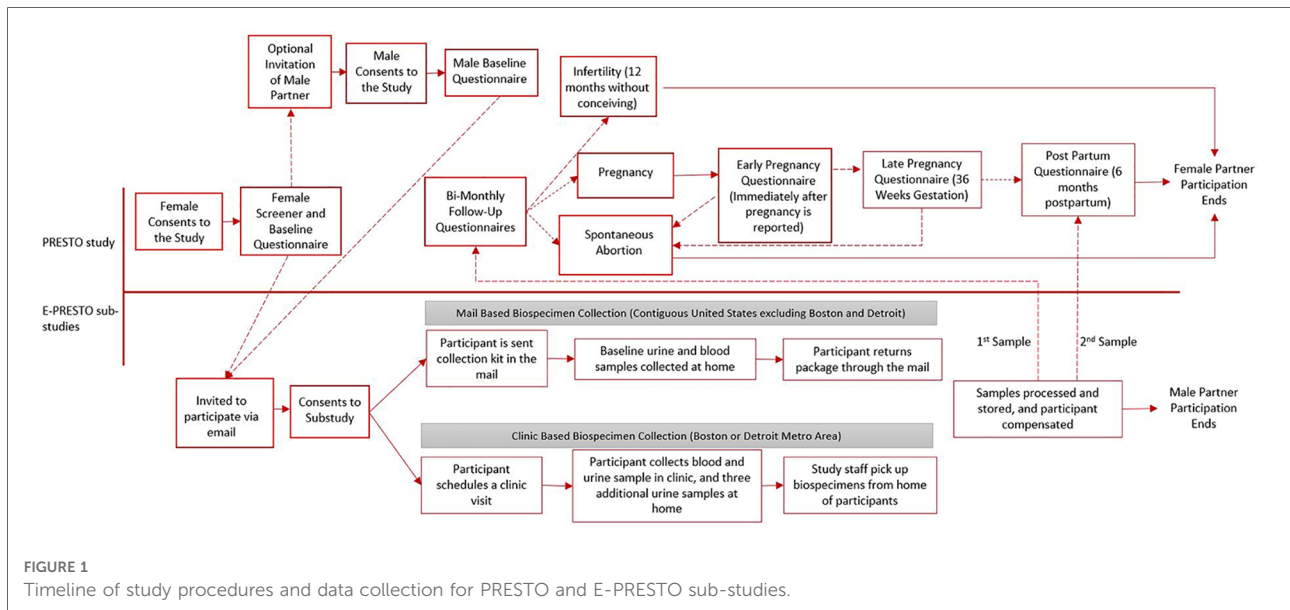 Optional
Invitation
of Male
Partner
Male
Consents to
the Study
Male Baseline
Questionnaire
Infertility (12
months without
conceiving)
PRESTO study
Female
Consents to
the Study
Female
Screener and
Baseline
Questionnaire
Bi-Monthly
Follow-Up
Questionnaires
Pregnancy
Spontaneous
Abortion
Early Pregnancy
Questionnaire
(Immediately after
pregnancy is
reported)
Late Pregnancy
Questionnaire (36
Weeks Gestation)
Post Partum
Questionnaire (6
months
postpartum)
Female Partner
Participation
Ends
E-PRESTO sub-
studies
Mail Based Biospecimen Collection (Contiguous United States excluding Boston and Detroit)
Participant is sent
collection kit in the
mail
Baseline urine and blood
samples collected at home
Participant returns
package through the mail
1st Sample
2nd Sample
Invited to
participate via
email
Consents to
Substudy
Samples processed and
stored, and participant
compensated
Male Partner
Participation
Ends
Clinic Based Biospecimen Collection (Boston or Detroit Metro Area)
Participant
schedules a clinic
visit
Participant collects blood and
urine sample in clinic, and three
additional urine samples at
home
Study staff pick up
biospecimens from home
of participants
FIGURE 1
Timeline of study procedures and data collection for PRESTO and E-PRESTO sub-studies.